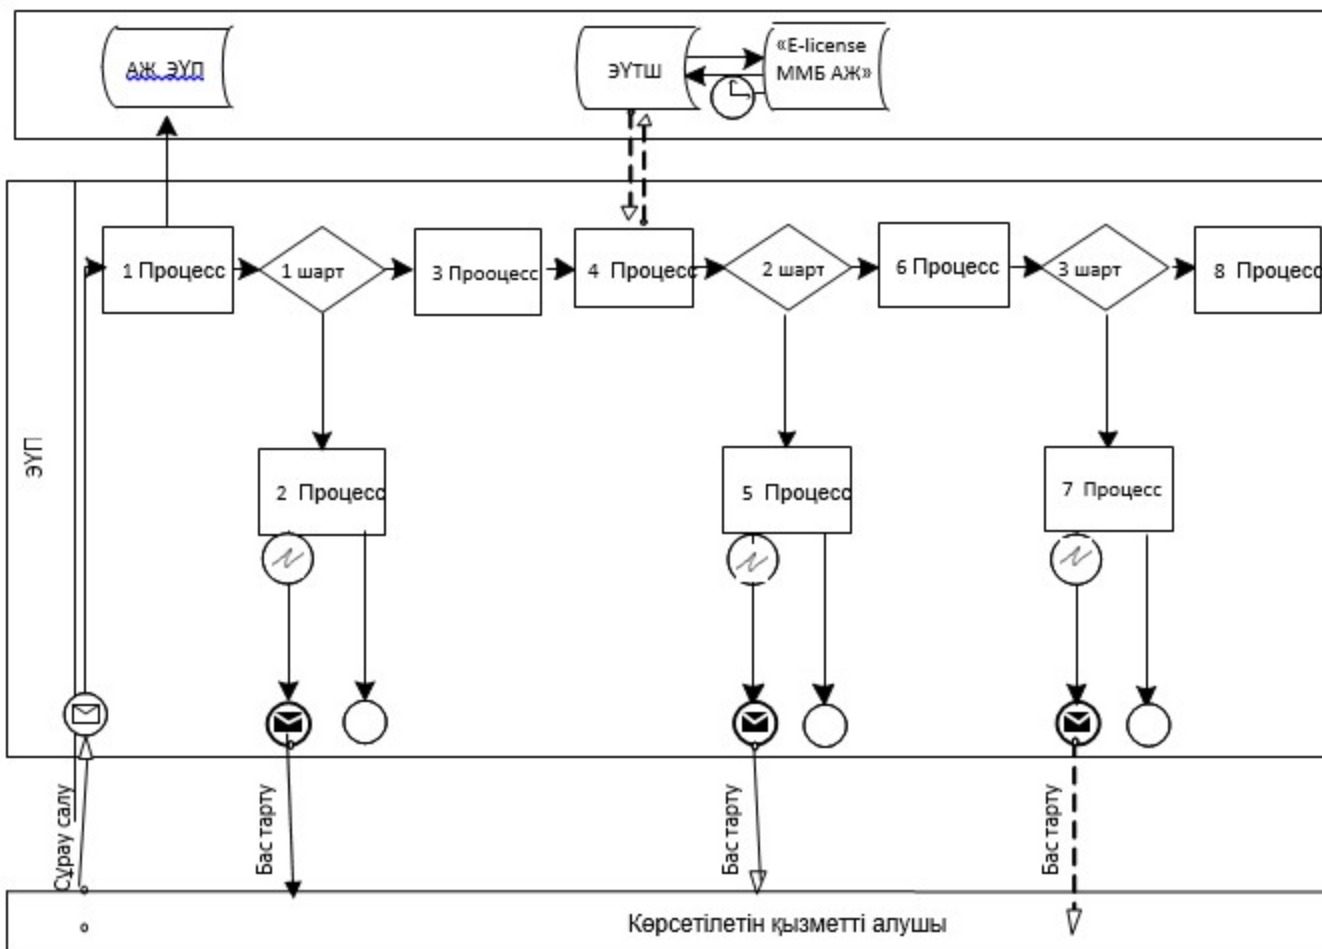 АЖ ЭҮП
ЭҮТШ
«E-license
ММБ АЖ»
1 Процесс
1 шарт
3 Прооцесс
4 Процесс
2 шарт
6 Процесс
3 шарт
8 Процесс
ЭҮП
2 Процесс
5 Процесс
7 Процесс
Сұрау салу
Бас тарту
Бас тарту
Бас тарту
Көрсетілетін қызметті алушы